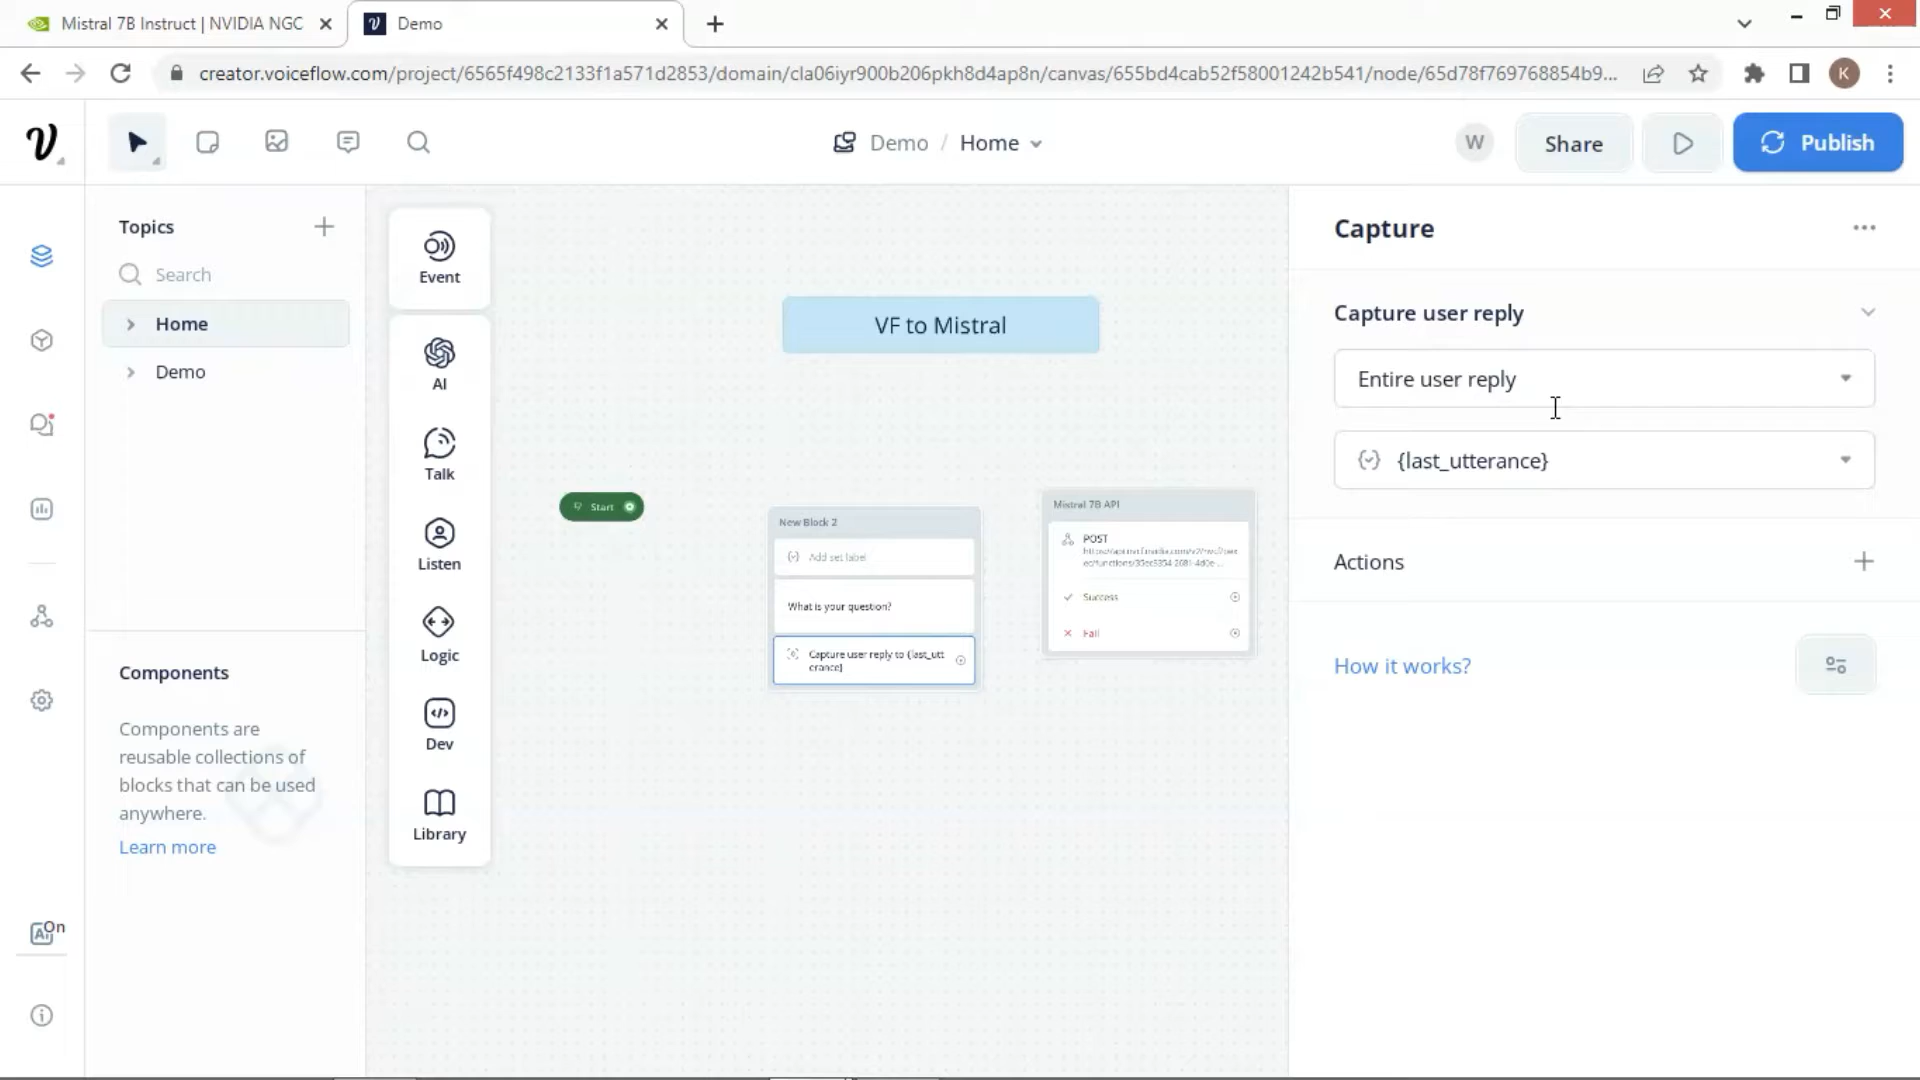 Mistral 7B Instruct | NVIDIA NGC
Demo
creator.voiceflow.com/project/6565f498c2133f1a571d2853/domain/cla06iyr900b206pkh8d4ap8n/canvas/655bd4cab52f58001242b541/node/65d78f769768854b9...
K
Demo / Home
W
Share
Publish
Topics
Search
Home
Demo
Components
Components are
reusable collections of
blocks that can be used
anywhere.
Learn more
On
Event
AI
Talk
Listen
Logic
Dev
Library
VF to Mistral
Start
New Block 2
Add set label
What is your question?
Capture user reply to {last_utt
erance}
Mistral 7B API
POST
Success
Fail
Capture
Capture user reply
Entire user reply
{last_utterance}
Actions
How it works?